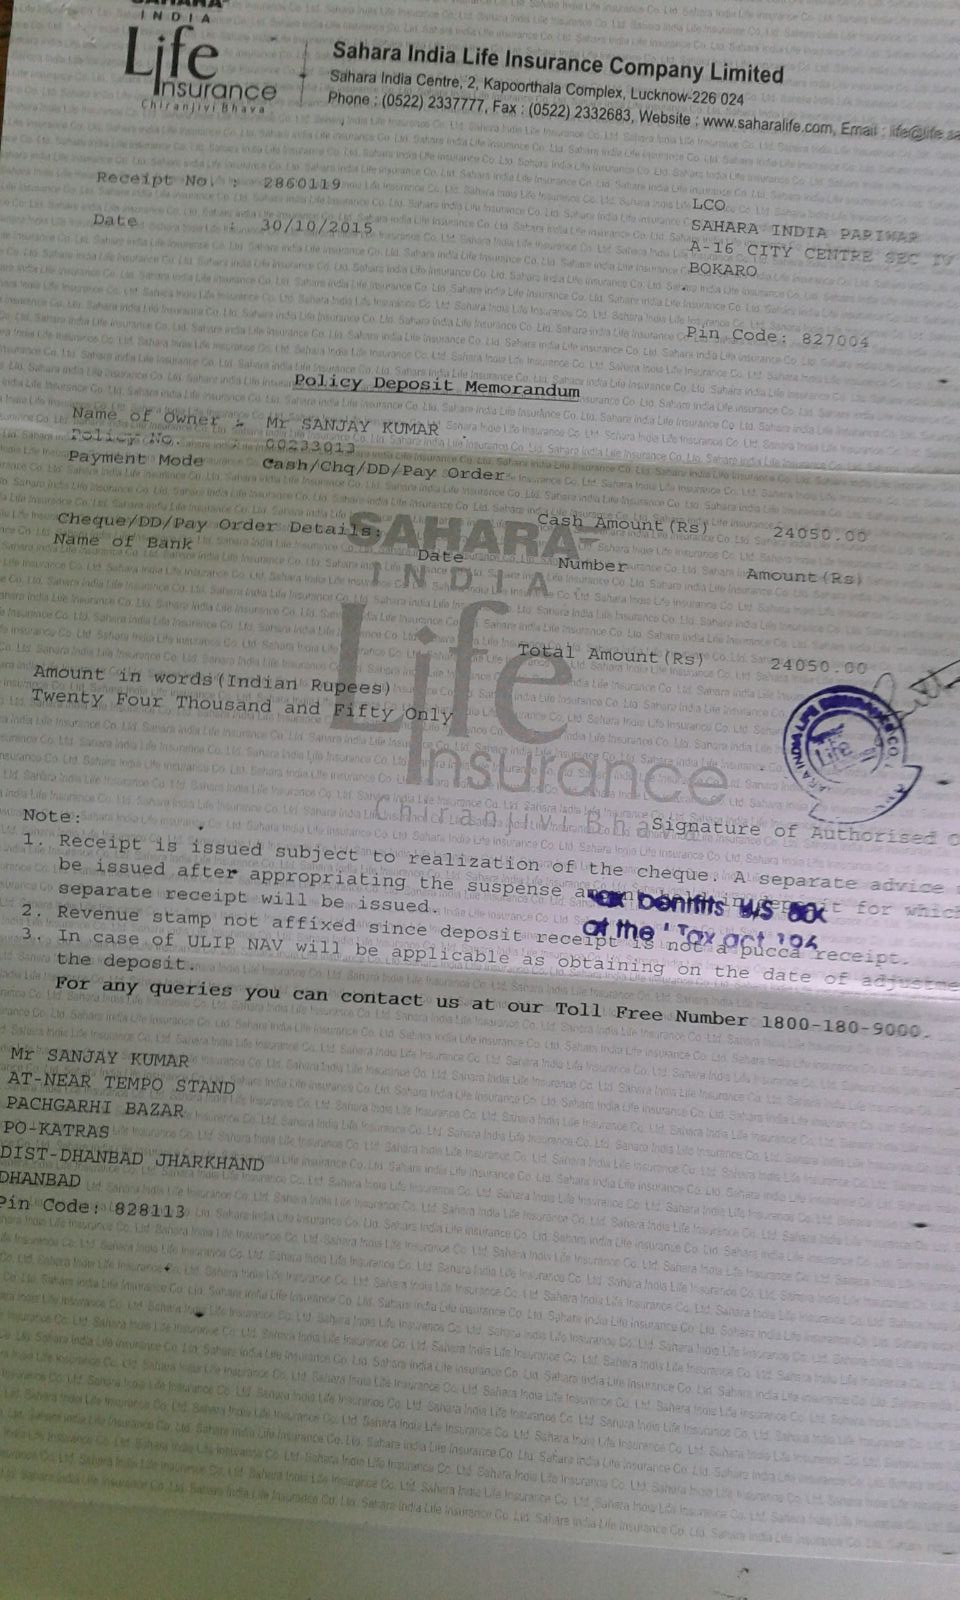 SAHARA
INDIA
Life
Insurance
Chiranjivi Bhava
Sahara India Life Insurance Company Limited
Sahara India Centre, 2, Kapoorthala Complex, Lucknow-226 024
Phone : (0522) 2337777, Fax : (0522) 2332683, Website : www.saharalife.com, Email : life@life.sa
Receipt No. : 2860119
Date : 30/10/2015
LCO
SAHARA INDIA PARIWAR
A-16 CITY CENTRE SEC IV
BOKARO
Pin Code: 827004
Policy Deposit Memorandum
Name of Owner : Mr SANJAY KUMAR
Policy No. : 00233013
Payment Mode Cash/Chq/DD/Pay Order
Cash Amount(Rs) 24050.00
Cheque/DD/Pay Order Details:
Name of Bank Date Number Amount(Rs)
SAHARA
INDIA
Life
Insurance
Chiranjivi Bhava
Total Amount(Rs) 24050.00
Amount in words(Indian Rupees)
Twenty Four Thousand and Fifty Only
Signature of Authorised
Note:
1. Receipt is issued subject to realization of the cheque. A separate advice
be issued after appropriating the suspense in deposit for which
separate receipt will be issued.
2. Revenue stamp not affixed since deposit receipt is not a pucca receipt.
3. In case of ULIP NAV will be applicable as obtaining on the date of adjustme
the deposit.
For any queries you can contact us at our Toll Free Number 1800-180-9000.
benifits U/S
of the Tax act
Mr SANJAY KUMAR
AT-NEAR TEMPO STAND
PACHGARHI BAZAR
PO-KATRAS
DIST-DHANBAD JHARKHAND
DHANBAD
Pin Code: 828113